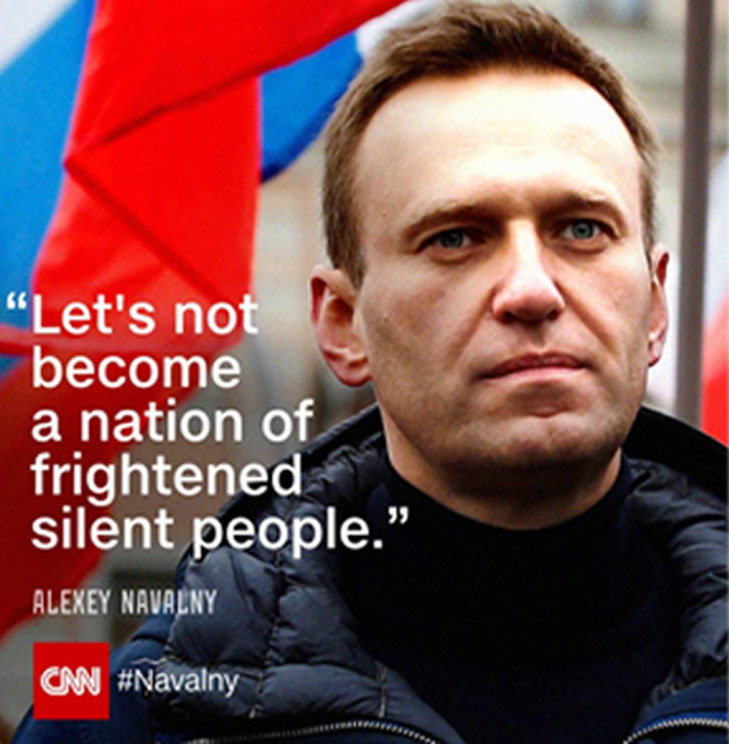 “Let's not
become
a nation of
frightened
silent people.”
ALEXEY NAVALNY
CNN #Navalny